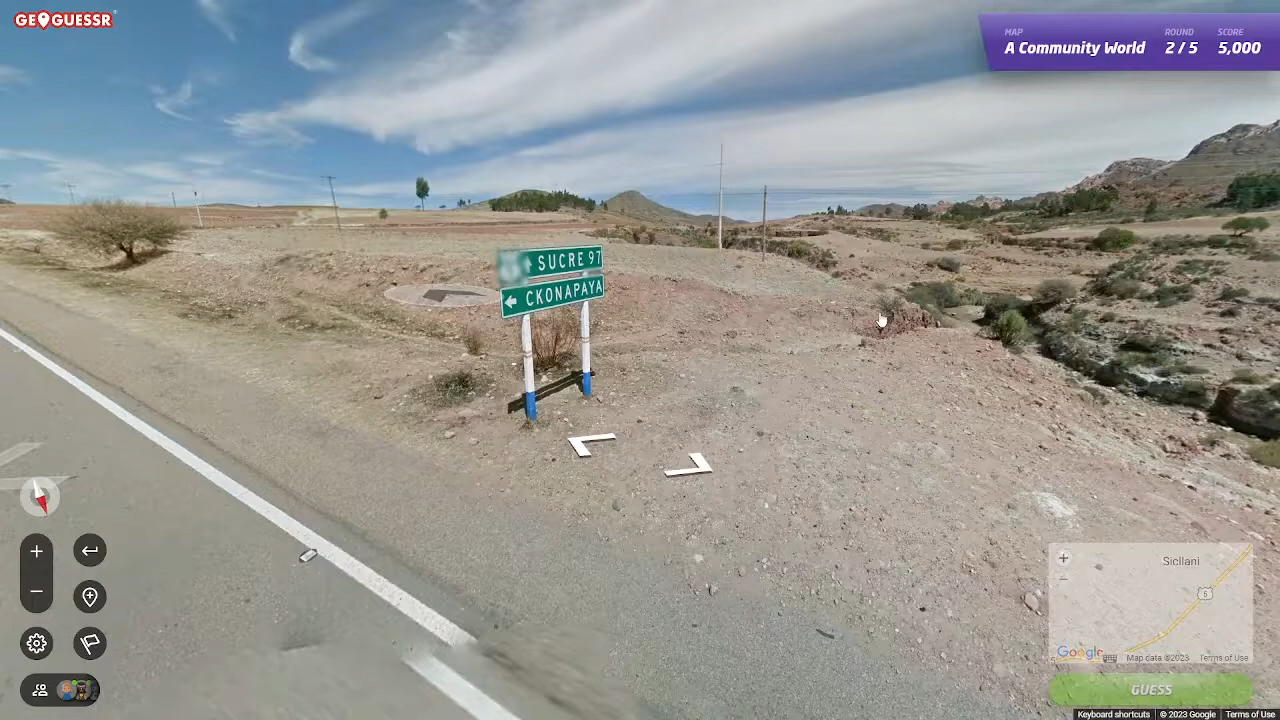 GEOGUESSR
MAP
A Community World
ROUND
2 / 5
SCORE
5,000
SUCRE 97
CKONAPAYA
Sicllani
5
Google
Map data ©2023
Terms of Use
GUESS
Keyboard shortcuts
© 2023 Google
Terms of Use